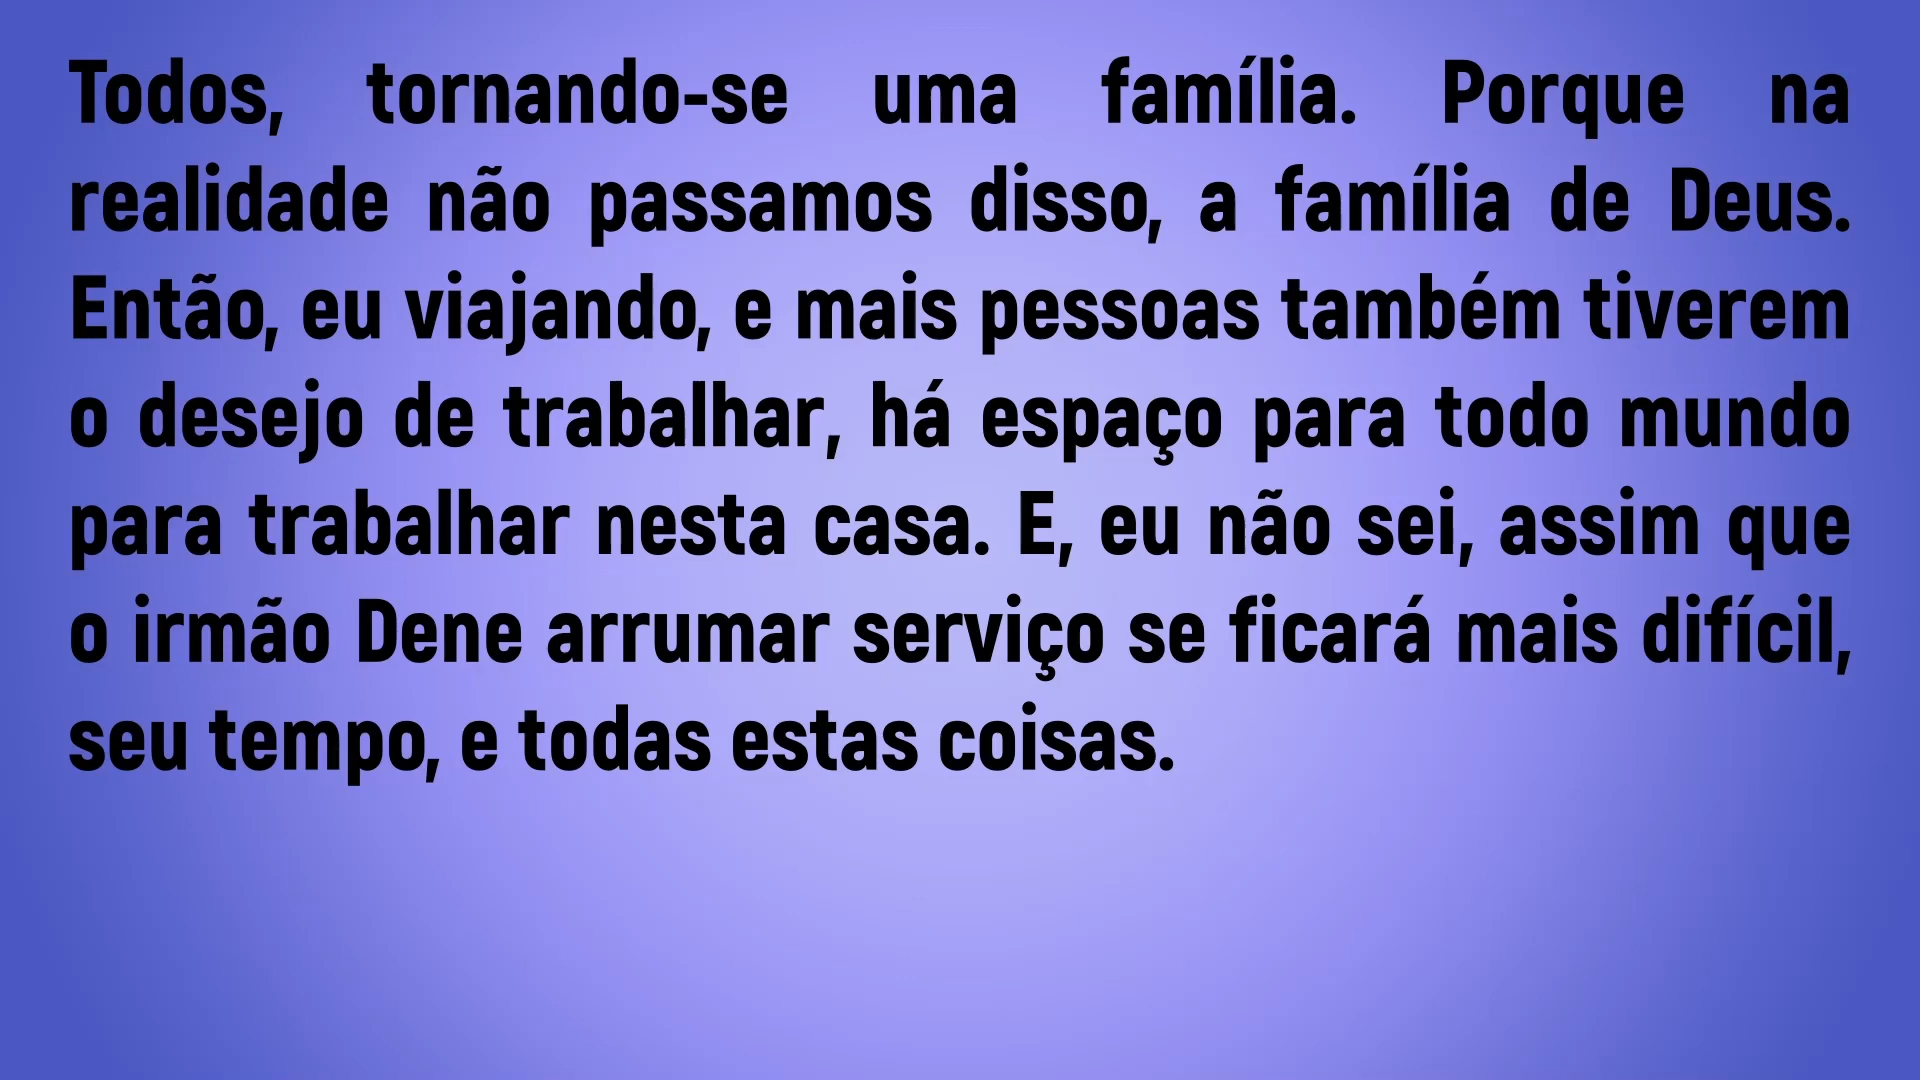 Todos, tornando-se uma família. Porque na
realidade não passamos disso, a família de Deus.
Então, eu viajando, e mais pessoas também tiverem
o desejo de trabalhar, há espaço para todo mundo
para trabalhar nesta casa. E, eu não sei, assim que
o irmão Dene arrumar serviço se ficará mais difícil,
seu tempo, e todas estas coisas.